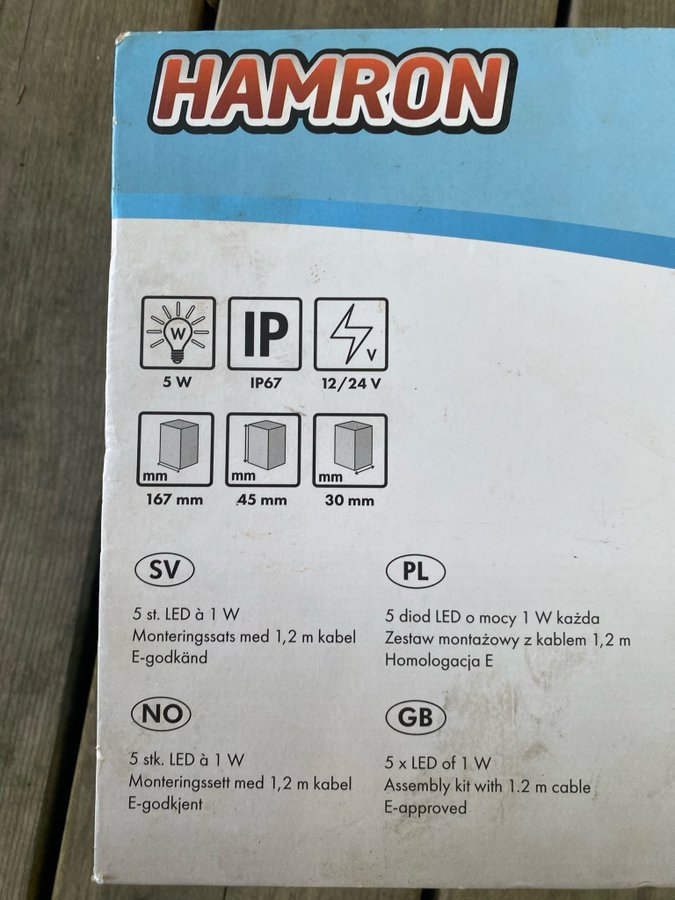 HAMRON
W
IP
V
5 W
IP67
12/24 V
mm
mm
mm
167 mm
45 mm
30 mm
SV
5 st. LED à 1 W
Monteringssats med 1,2 m kabel
E-godkänd
PL
5 diod LED o mocy 1 W każda
Zestaw montażowy z kablem 1,2 m
Homologacja E
NO
5 stk. LED à 1 W
Monteringssett med 1,2 m kabel
E-godkjent
GB
5 x LED of 1 W
Assembly kit with 1.2 m cable
E-approved